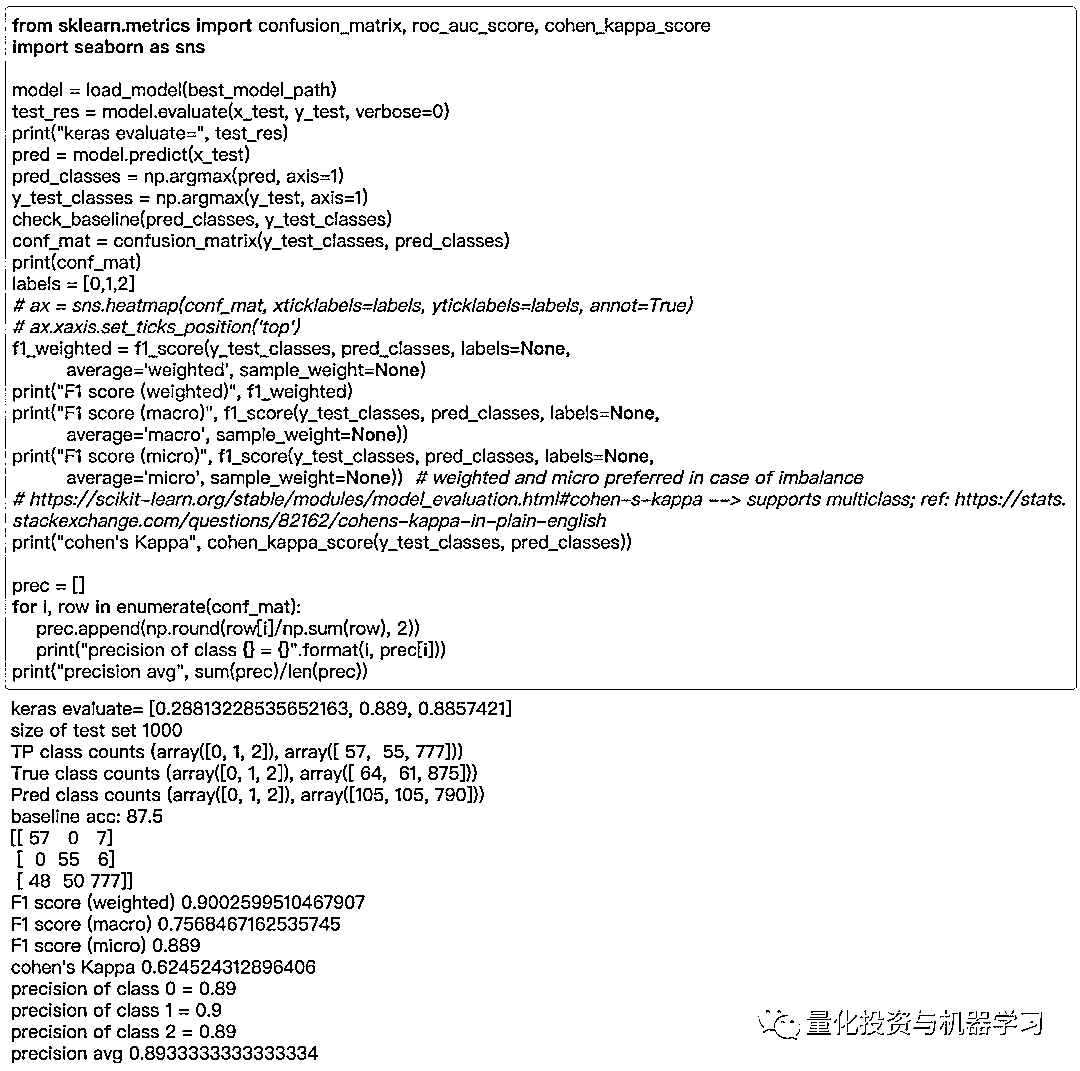 from sklearn.metrics import confusion_matrix, roc_auc_score, cohen_kappa_score
import seaborn as sns
model = load_model(best_model_path)
test_res = model.evaluate(x_test, y_test, verbose=0)
print("keras evaluate=", test_res)
pred = model.predict(x_test)
pred_classes = np.argmax(pred, axis=1)
y_test_classes = np.argmax(y_test, axis=1)
check_baseline(pred_classes, y_test_classes)
conf_mat = confusion_matrix(y_test_classes, pred_classes)
print(conf_mat)
labels = [0,1,2]
# ax = sns.heatmap(conf_mat, xticklabels=labels, yticklabels=labels, annot=True)
# ax.xaxis.set_ticks_position('top')
f1_weighted = f1_score(y_test_classes, pred_classes, labels=None,
average='weighted', sample_weight=None)
print("F1 score (weighted)", f1_weighted)
print("F1 score (macro)", f1_score(y_test_classes, pred_classes, labels=None,
average='macro', sample_weight=None))
print("F1 score (micro)", f1_score(y_test_classes, pred_classes, labels=None,
average='micro', sample_weight=None))  # weighted and micro preferred in case of imbalance
# https://scikit-learn.org/stable/modules/model_evaluation.html#cohen-s-kappa --> supports multiclass; ref: https://stats.
stackexchange.com/questions/82162/cohens-kappa-in-plain-english
print("cohen's Kappa", cohen_kappa_score(y_test_classes, pred_classes))
prec = []
for i, row in enumerate(conf_mat):
prec.append(np.round(row[i]/np.sum(row), 2))
print("precision of class {} = {}".format(i, prec[i]))
print("precision avg", sum(prec)/len(prec))
keras evaluate= [0.28813228535652163, 0.889, 0.8857421]
size of test set 1000
TP class counts (array([0, 1, 2]), array([ 57,  55, 777]))
True class counts (array([0, 1, 2]), array([ 64,  61, 875]))
Pred class counts (array([0, 1, 2]), array([105, 105, 790]))
baseline acc: 87.5
[[ 57   0   7]
[  0  55   6]
[ 48  50 777]]
F1 score (weighted) 0.9002599510467907
F1 score (macro) 0.7568467162535745
F1 score (micro) 0.889
cohen's Kappa 0.624524312896406
precision of class 0 = 0.89
precision of class 1 = 0.9
precision of class 2 = 0.89
precision avg 0.8933333333333334
量化投资与机器学习